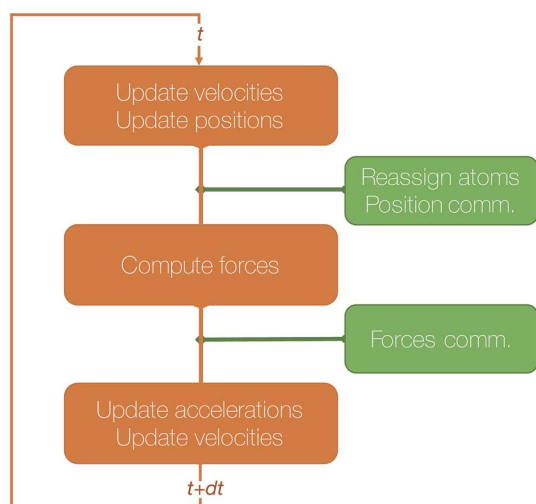 t
Update velocities
Update positions
Reassign atoms
Position comm.
Compute forces
Forces comm.
Update accelerations
Update velocities
t+dt